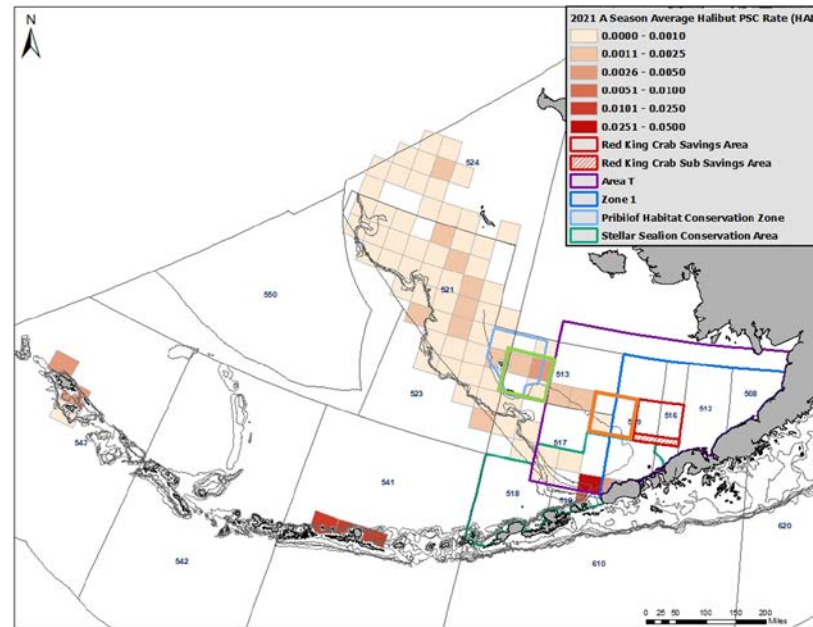 N
2021 A Season Average Halibut PSC Rate (HAL
0.0000 - 0.0010
0.0011 - 0.0025
0.0026 - 0.0050
0.0051 - 0.0100
0.0101 - 0.0250
0.0251 - 0.0500
Red King Crab Savings Area
Red King Crab Sub Savings Area
Area T
Zone 1
Pribilof Habitat Conservation Zone
Stellar Sealion Conservation Area
524
550
521
513
523
516
512
508
517
541
518
542
610
620
0 25 50 100 150 200
Miles